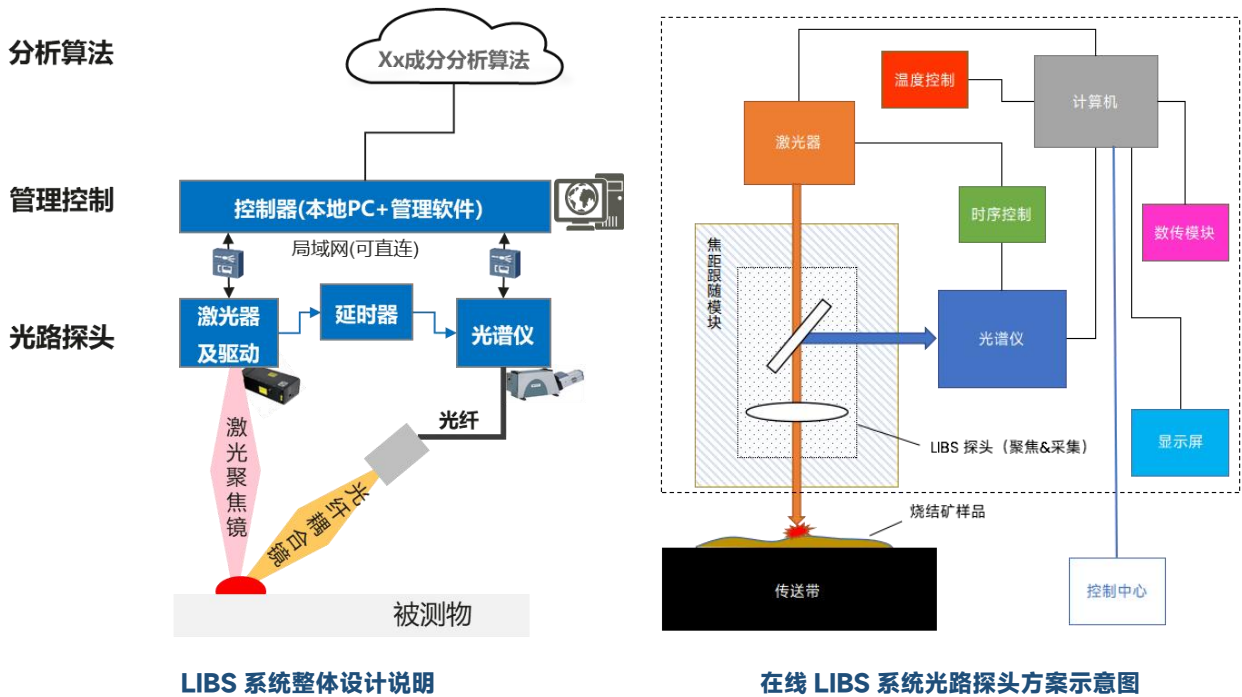 分析算法
Xx成分分析算法
管理控制
控制器(本地PC+管理软件)
局域网(可直连)
光路探头
激光器
及驱动
延时器
光谱仪
光纤
激光聚焦镜
光纤耦合镜
被测物
LIBS 系统整体设计说明
温度控制
计算机
激光器
时序控制
数传模块
焦距跟随模块
光谱仪
LIBS 探头（聚焦&采集）
显示屏
烧结矿样品
传送带
控制中心
在线 LIBS 系统光路探头方案示意图